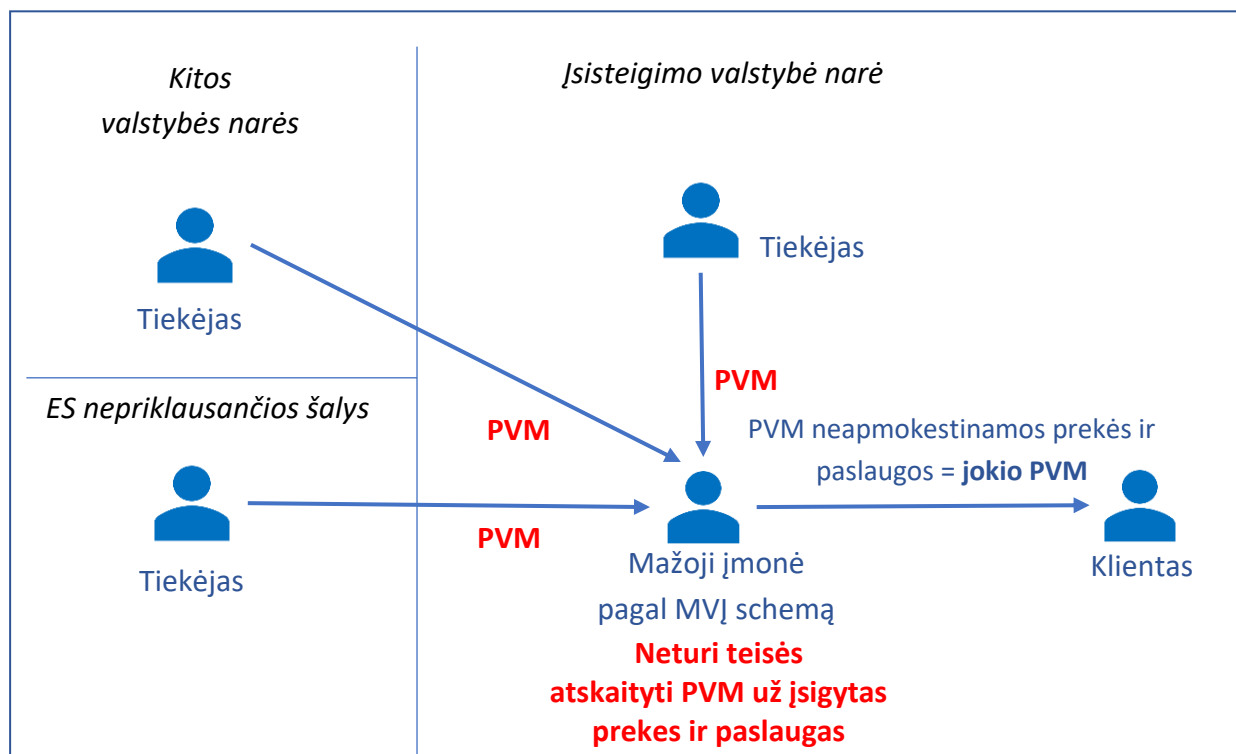 Kitos
valstybės narės
Tiekėjas
ES nepriklausančios šalys
Tiekėjas
Įsisteigimo valstybė narė
Tiekėjas
PVM
PVM
PVM
PVM neapmokestinamos prekės ir
paslaugos = jokio PVM
Mažoji įmonė
pagal MVĮ schemą
Neturi teisės
atskaityti PVM už įsigytas
prekes ir paslaugas
Klientas